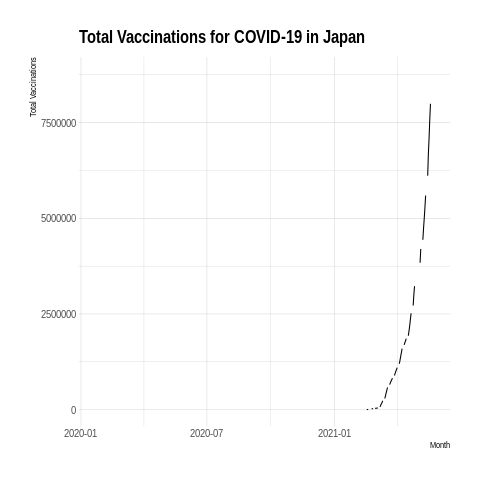 Total Vaccinations for COVID-19 in Japan
Total Vaccinations
7500000
5000000
2500000
0
2020-01
2020-07
2021-01
Month